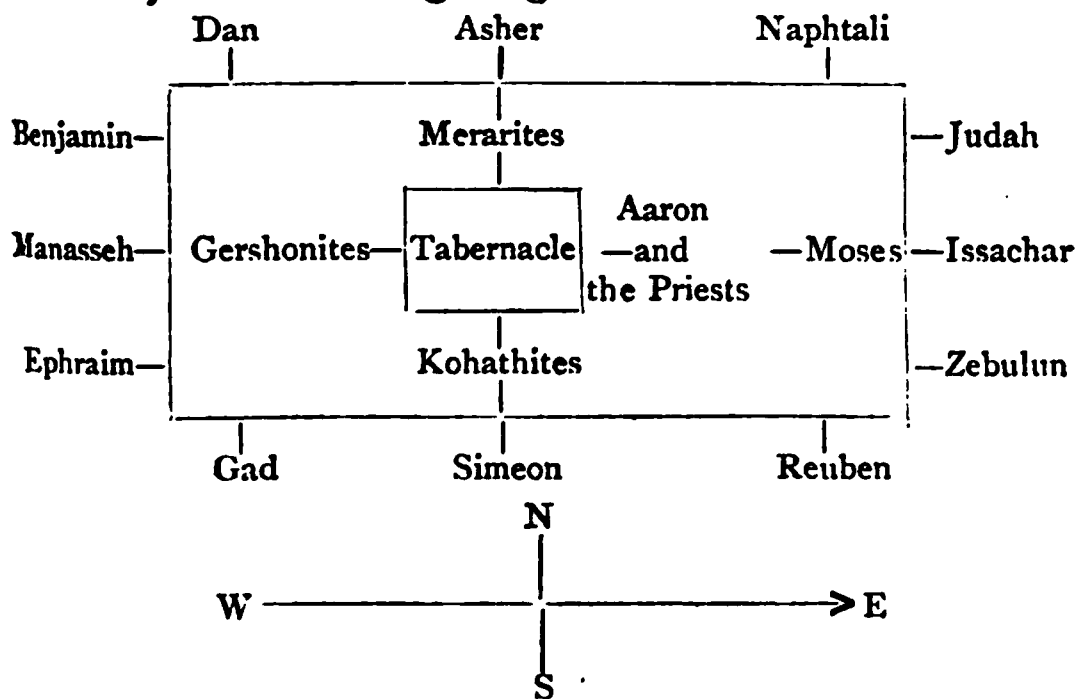 Dan Asher Naphtali
Benjamin Merarites Judah
Aaron
Manasseh Gershonites Tabernacle and Moses Issachar
the Priests
Ephraim Kohathites Zebulun
Gad Simeon Reuben
N
W E
S